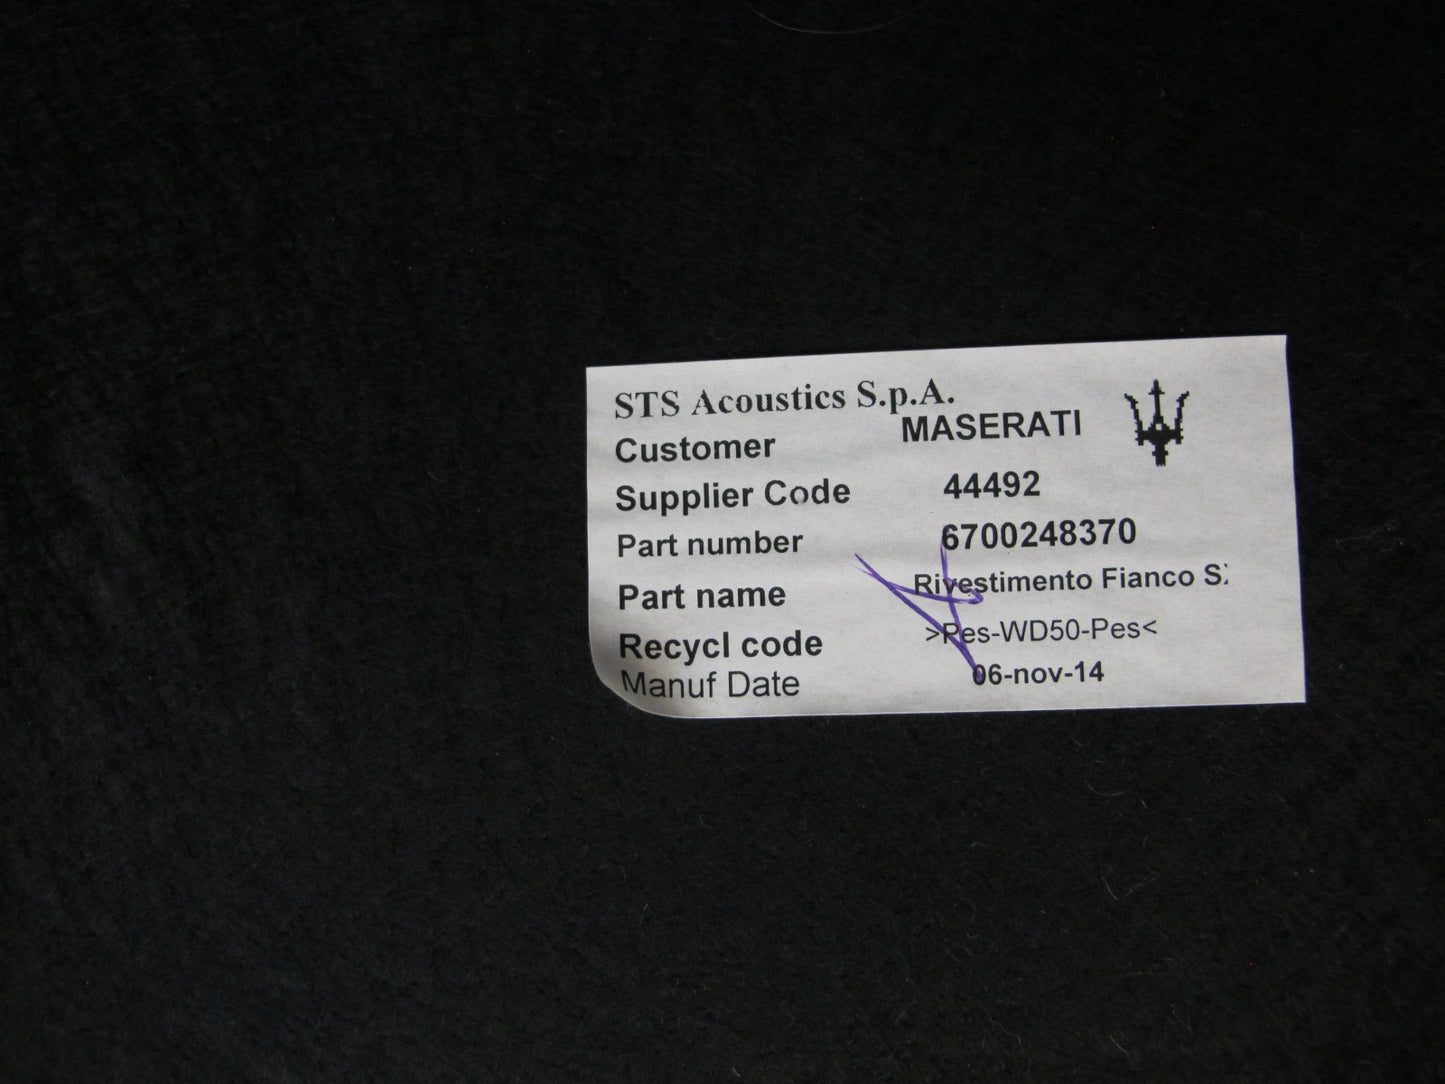 STS Acoustics S.p.A.
Customer MASERATI
Supplier Code 44492
Part number 6700248370
Part name Rivestimento Fianco
Recycl code >Pes-WD50-Pes<
Manuf Date 06-nov-14